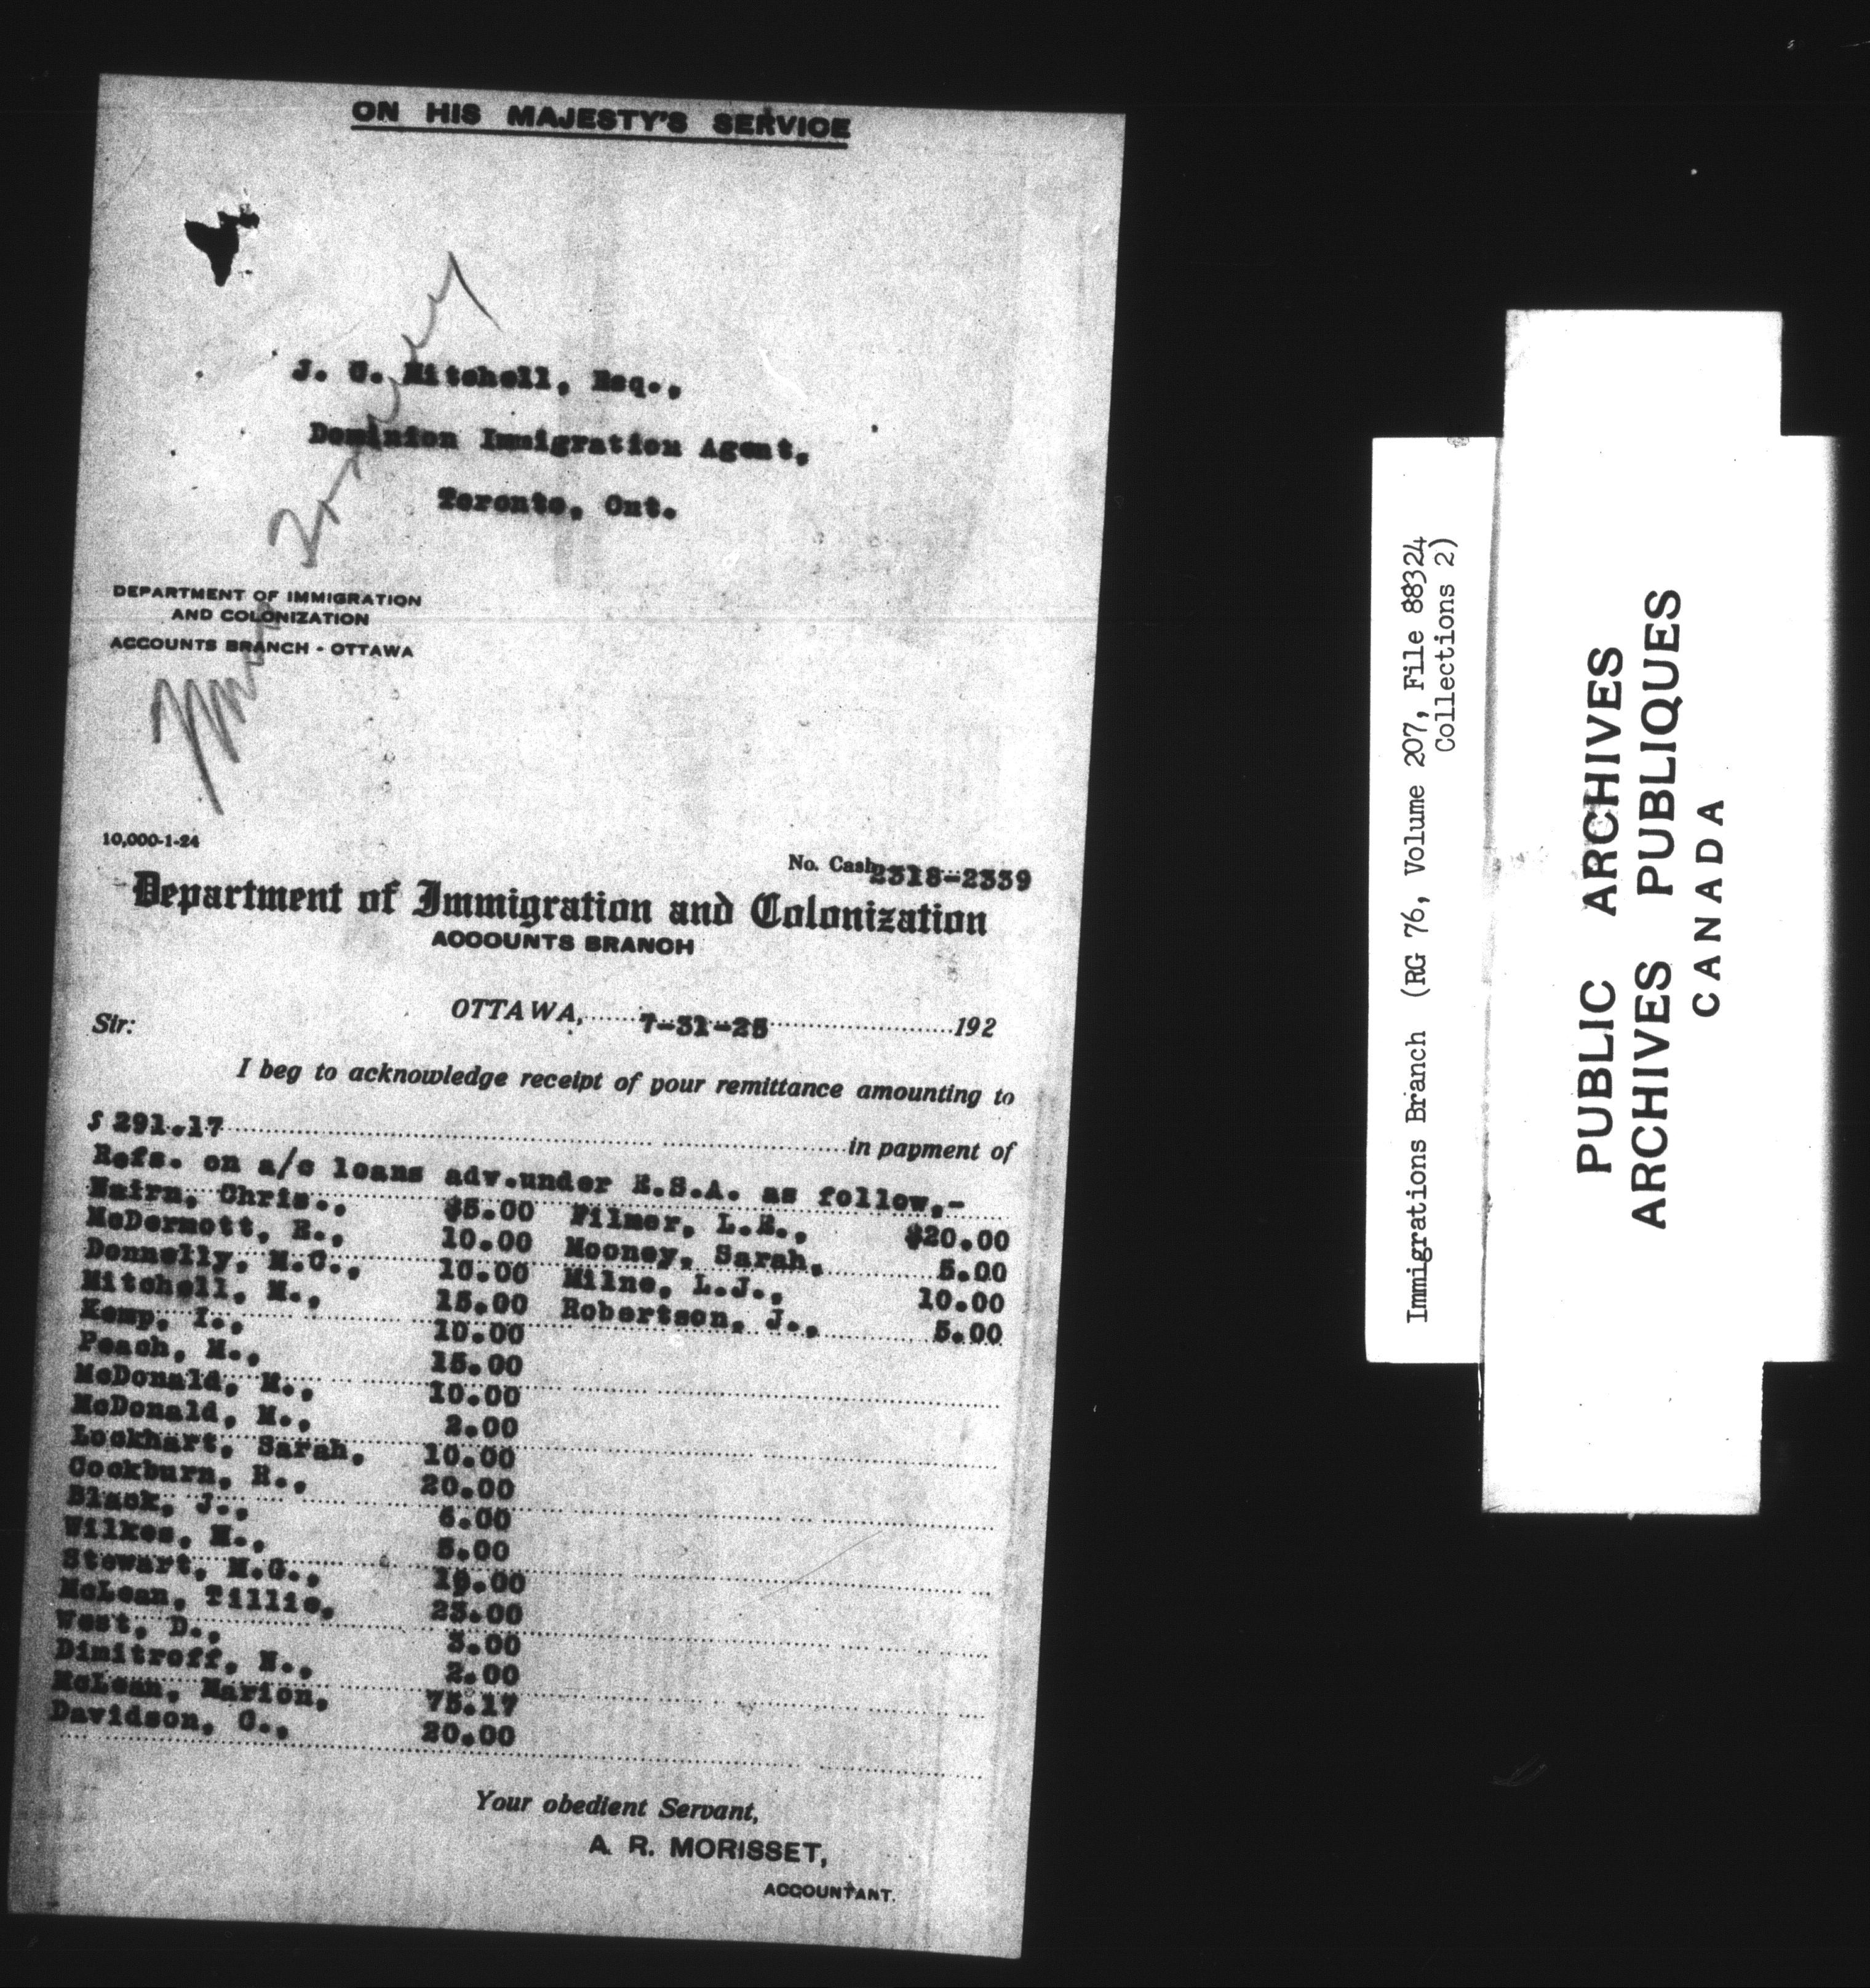 ON HIS MAJESTY'S SERVICE
J. C. Mitchell, Esq.,
Dominion Immigration Agent,
Toronto, Ont.
DEPARTMENT OF IMMIGRATION
AND COLONIZATION
ACCOUNTS BRANCH - OTTAWA
10,000-1-24
No. Cash 2318-2339
Department of Immigration and Colonization
ACCOUNTS BRANCH
OTTAWA, 7-31-25 192
Sir:
I beg to acknowledge receipt of your remittance amounting to
$ 291.17 in payment of
Refs. on a/c loans adv.under E.S.A. as follow,-
Nairn, Chris., $5.00 Filmer, L.E., $20.00
McDermott, R., 10.00 Mooney, Sarah, 5.00
Donnelly, M.C., 10.00 Milne, L.J., 10.00
Mitchell, M., 15.00 Robertson, J., 5.00
Kemp, I., 10.00
Peach, M., 15.00
McDonald, M., 10.00
McDonald, M., 2.00
Lockhart, Sarah, 10.00
Cockburn, R., 20.00
Black, J., 6.00
Wilkes, M., 5.00
Stewart, M.G., 10.00
McLean, Tillie, 23.00
West, D., 3.00
Dimitroff, N., 2.00
McLean, Marion, 75.17
Davidson, C., 20.00
Your obedient Servant,
A. R. MORISSET,
ACCOUNTANT.
Immigrations Branch (RG 76, Volume 207, File 88324
Collections 2)
PUBLIC ARCHIVES
ARCHIVES PUBLIQUES
CANADA